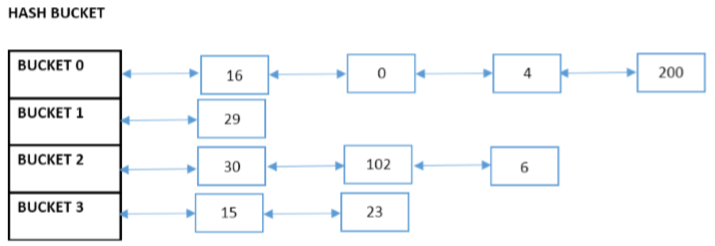 HASH BUCKET
BUCKET 0 16 0 4 200
BUCKET 1 29
BUCKET 2 30 102 6
BUCKET 3 15 23